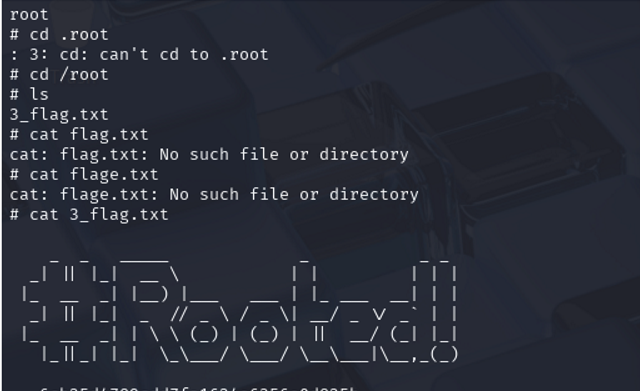 root
# cd .root
: 3: cd: can't cd to .root
# cd /root
# ls
3_flag.txt
# cat flag.txt
cat: flag.txt: No such file or directory
# cat flage.txt
cat: flage.txt: No such file or directory
# cat 3_flag.txt
#Rooted!